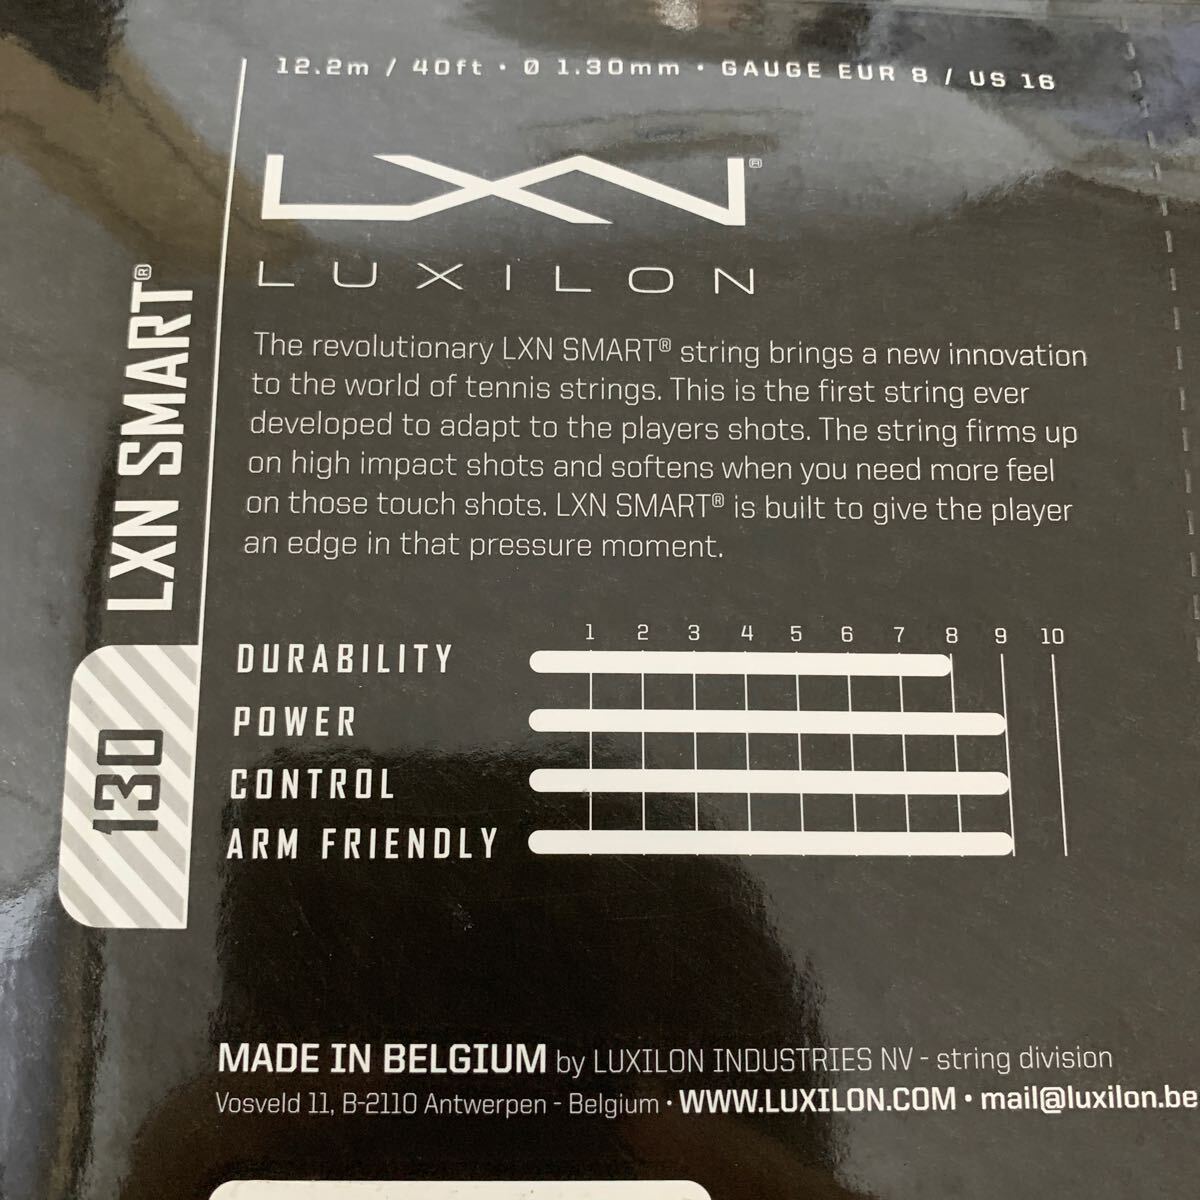 12.2m / 40ft · Ø 1.30mm · GAUGE EUR 8 / US 16
LXN®
LUXILON
LXN SMART®
130
The revolutionary LXN SMART® string brings a new innovation
to the world of tennis strings. This is the first string ever
developed to adapt to the players shots. The string firms up
on high impact shots and softens when you need more feel
on those touch shots. LXN SMART® is built to give the player
an edge in that pressure moment.
1 2 3 4 5 6 7 8 9 10
DURABILITY
POWER
CONTROL
ARM FRIENDLY
MADE IN BELGIUM by LUXILON INDUSTRIES NV - string division
Vosveld 11, B-2110 Antwerpen - Belgium · WWW.LUXILON.COM · mail@luxilon.be